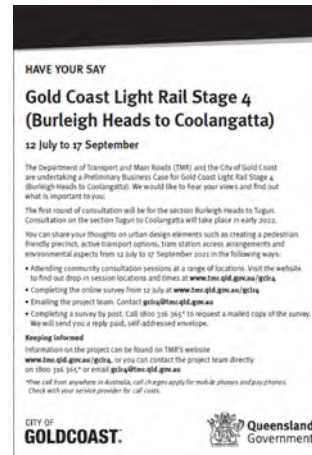 HAVE YOUR SAY
Gold Coast Light Rail Stage 4
(Burleigh Heads to Coolangatta)
12 July to 17 September
The Department of Transport and Main Roads (TMR) and the City of Gold Coast
are undertaking a Preliminary Business Case for Gold Coast Light Rail Stage 4
(Burleigh Heads to Coolangatta). We would like to hear your views and find out
what is important to you.
The first round of consultation will be for the section Burleigh Heads to Tugun.
Consultation on the section Tugun to Coolangatta will take place in early 2022.
You can share your thoughts on urban design elements such as creating a pedestrian
friendly precinct, active transport options, tram station access arrangements and
environmental aspects from 12 July to 17 September 2021 in the following ways:
• Attending community consultation sessions at a range of locations. Visit the website
to find out drop in session locations and times at www.tmr.qld.gov.au/gclr4.
• Completing the online survey from 12 July at www.tmr.qld.gov.au/gclr4.
• Emailing the project team. Contact gclr4@tmr.qld.gov.au
• Completing a survey by post. Call 1800 316 365* to request a mailed copy of the survey.
We will send you a reply paid, self-addressed envelope.
Keeping informed
Information on the project can be found on TMR's website
www.tmr.qld.gov.au/gclr4, or you can contact the project team directly
on 1800 316 365* or email gclr4@tmr.qld.gov.au
*Free call from anywhere in Australia, call charges apply for mobile phones and pay phones.
Check with your service provider for call costs.
CITY OF
GOLDCOAST.
Queensland
Government